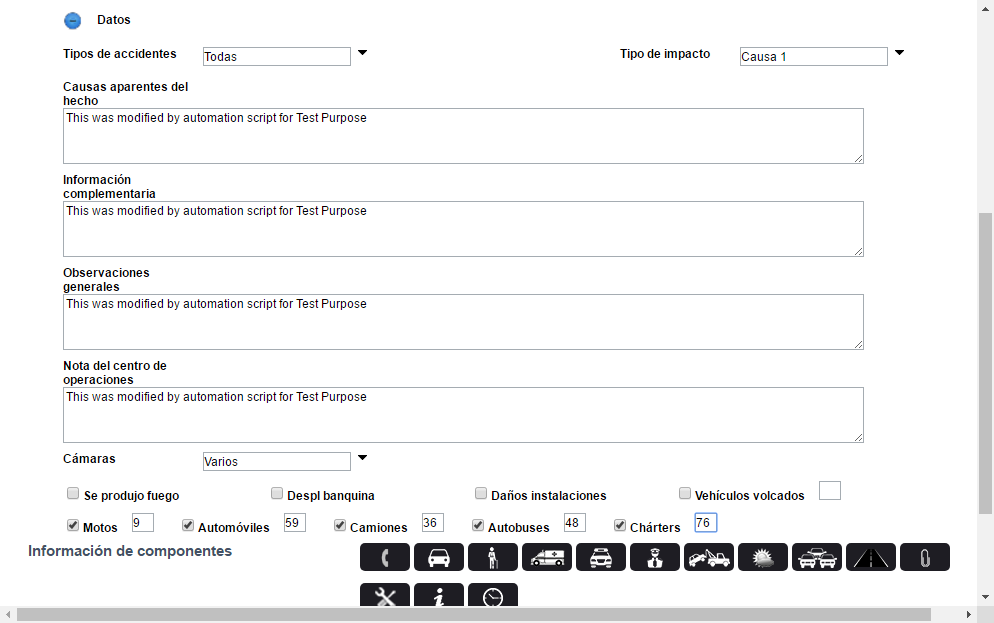 Datos
Tipos de accidentes Todas Tipo de impacto Causa 1
Causas aparentes del
hecho
This was modified by automation script for Test Purpose
Información
complementaria
This was modified by automation script for Test Purpose
Observaciones
generales
This was modified by automation script for Test Purpose
Nota del centro de
operaciones
This was modified by automation script for Test Purpose
Cámaras Varios
Se produjo fuego Despl banquina Daños instalaciones Vehículos volcados
Motos 9 Automóviles 59 Camiones 36 Autobuses 48 Chárters 76
Información de componentes